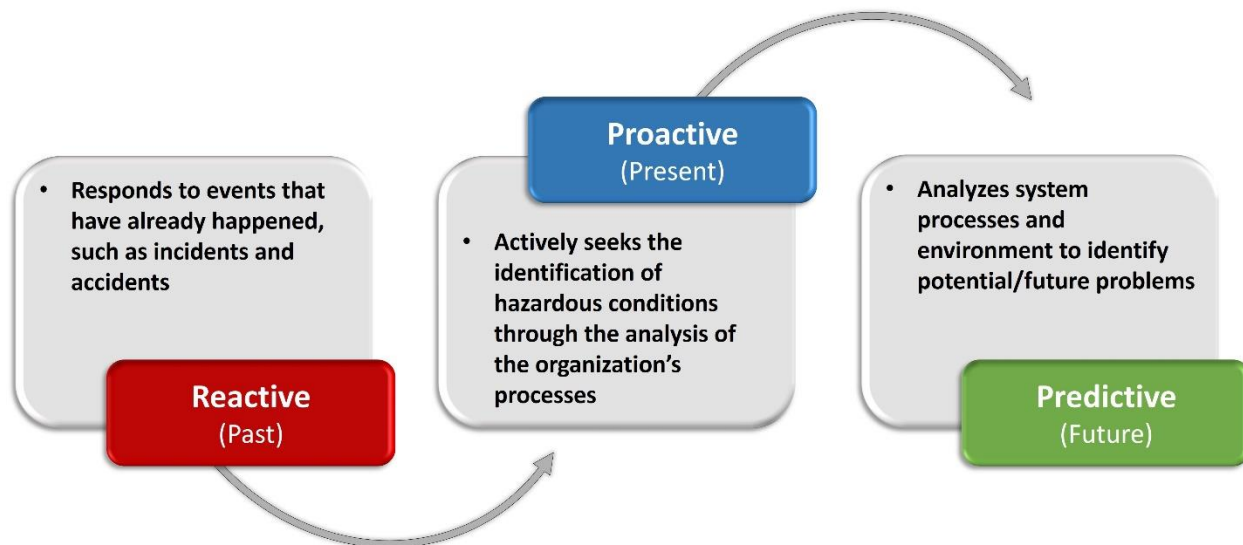 • Responds to events that
have already happened,
such as incidents and
accidents
Reactive
(Past)
Proactive
(Present)
• Actively seeks the
identification of
hazardous conditions
through the analysis of
the organization’s
processes
• Analyzes system
processes and
environment to identify
potential/future problems
Predictive
(Future)